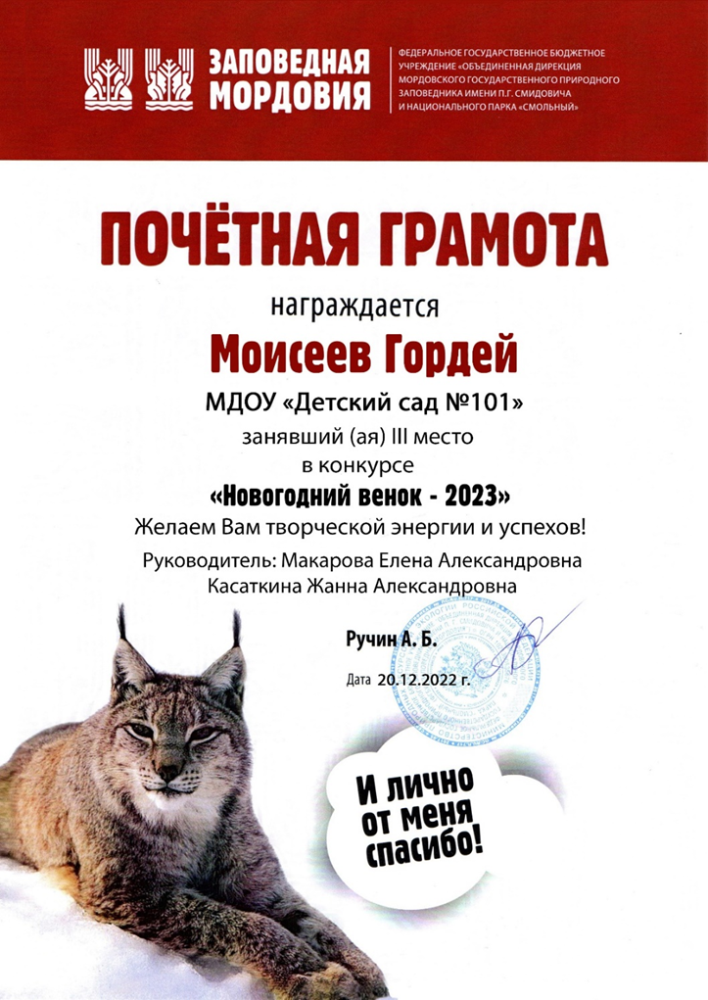 ЗАПОВЕДНАЯ
МОРДОВИЯ
ФЕДЕРАЛЬНОЕ ГОСУДАРСТВЕННОЕ БЮДЖЕТНОЕ
УЧРЕЖДЕНИЕ «ОБЪЕДИНЕННАЯ ДИРЕКЦИЯ
МОРДОВСКОГО ГОСУДАРСТВЕННОГО ПРИРОДНОГО
ЗАПОВЕДНИКА ИМЕНИ П.Г. СМИДОВИЧА
И НАЦИОНАЛЬНОГО ПАРКА «СМОЛЬНЫЙ»
ПОЧЁТНАЯ ГРАМОТА
награждается
Моисеев Гордей
МДОУ «Детский сад №101»
занявший (ая) III место
в конкурсе
«Новогодний венок - 2023»
Желаем Вам творческой энергии и успехов!
Руководитель: Макарова Елена Александровна
Касаткина Жанна Александровна
Ручин А. Б.
Дата 20.12.2022 г.
И лично
от меня
спасибо!